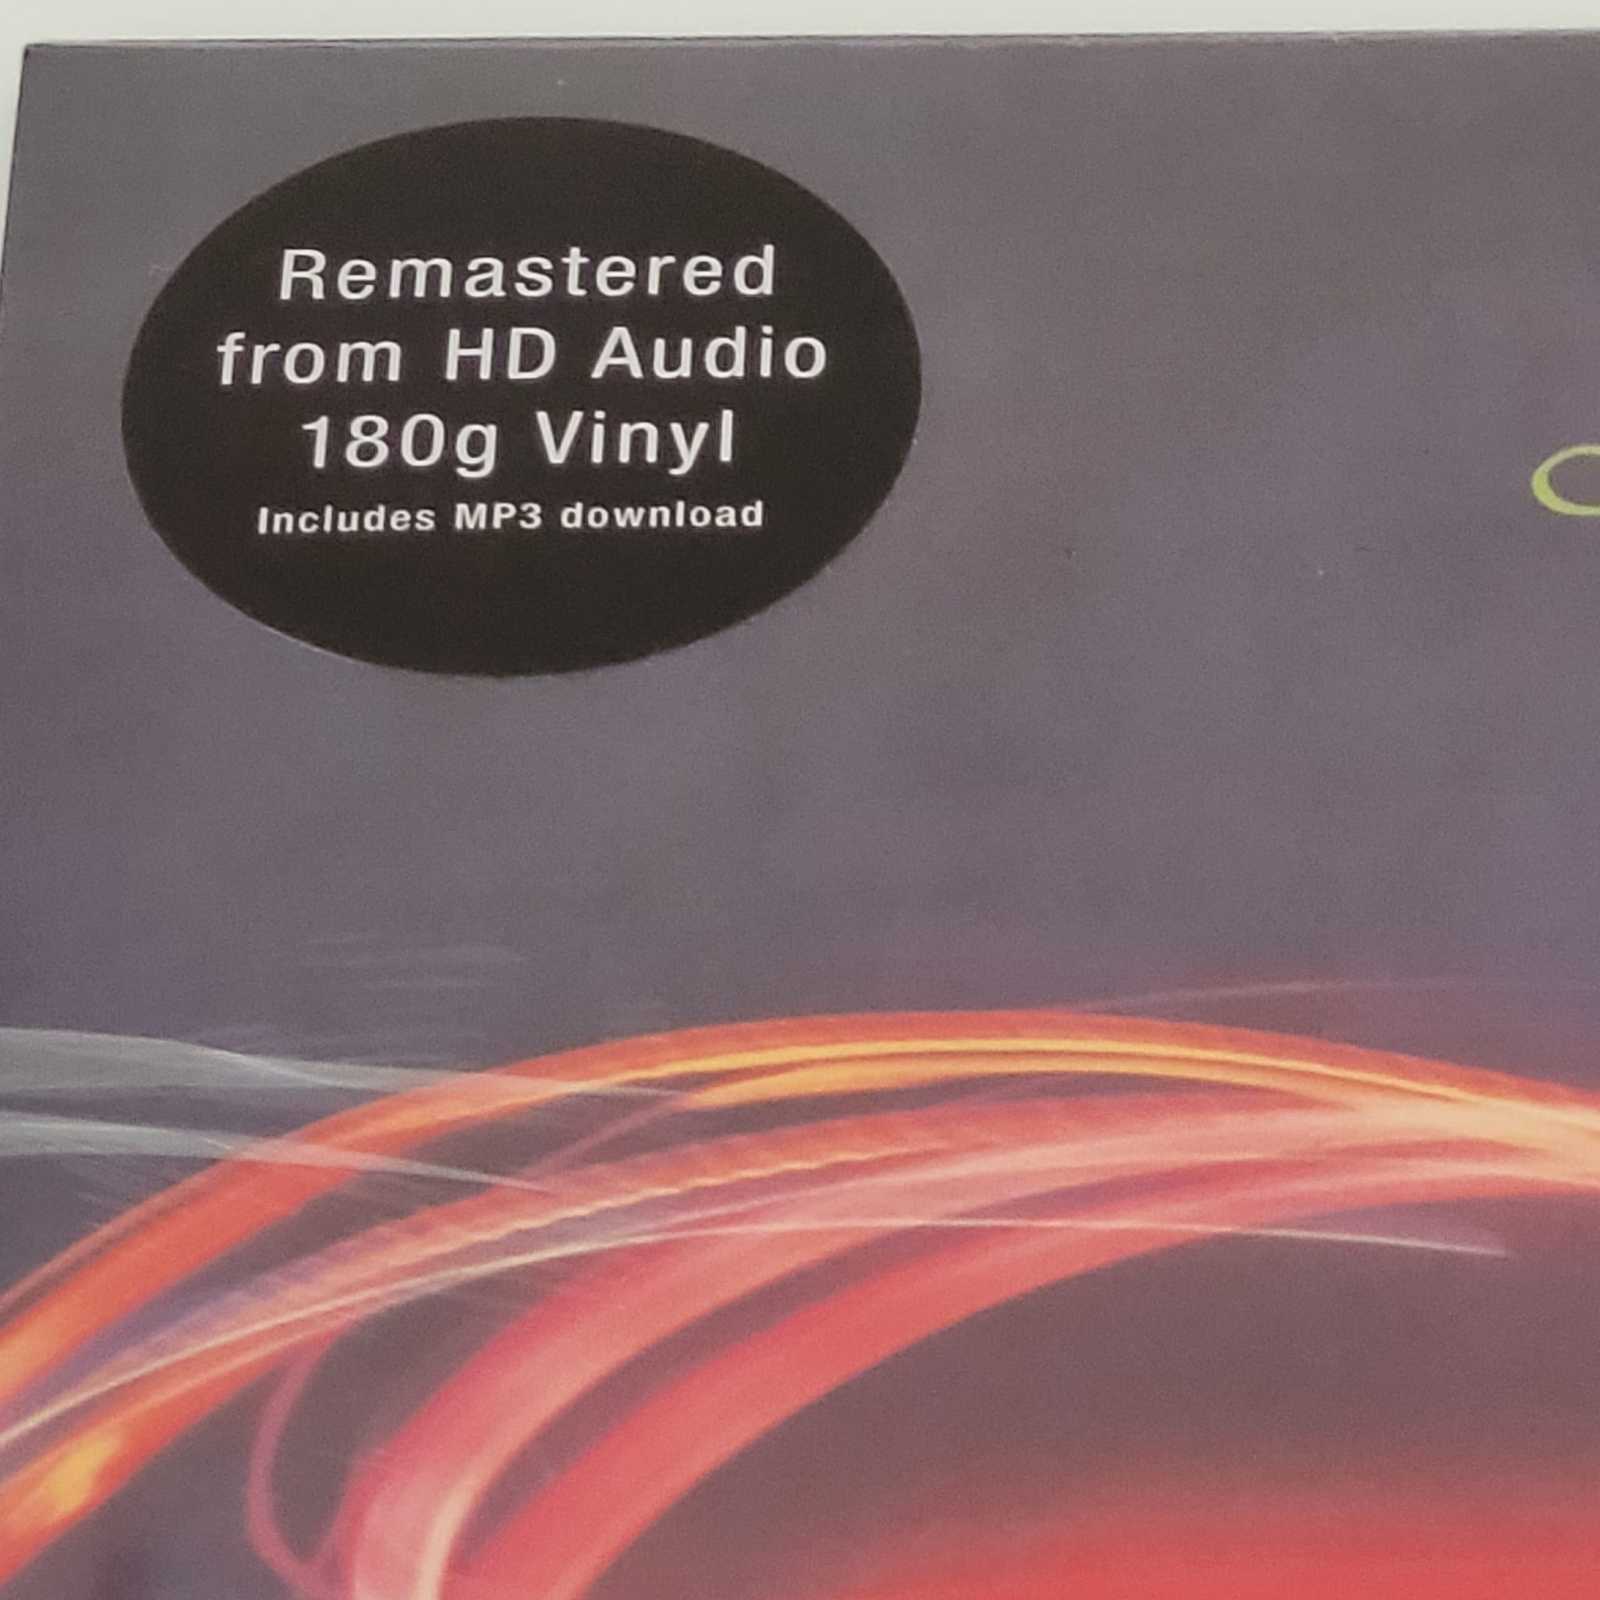 Remastered
from HD Audio
180g Vinyl
Includes MP3 download